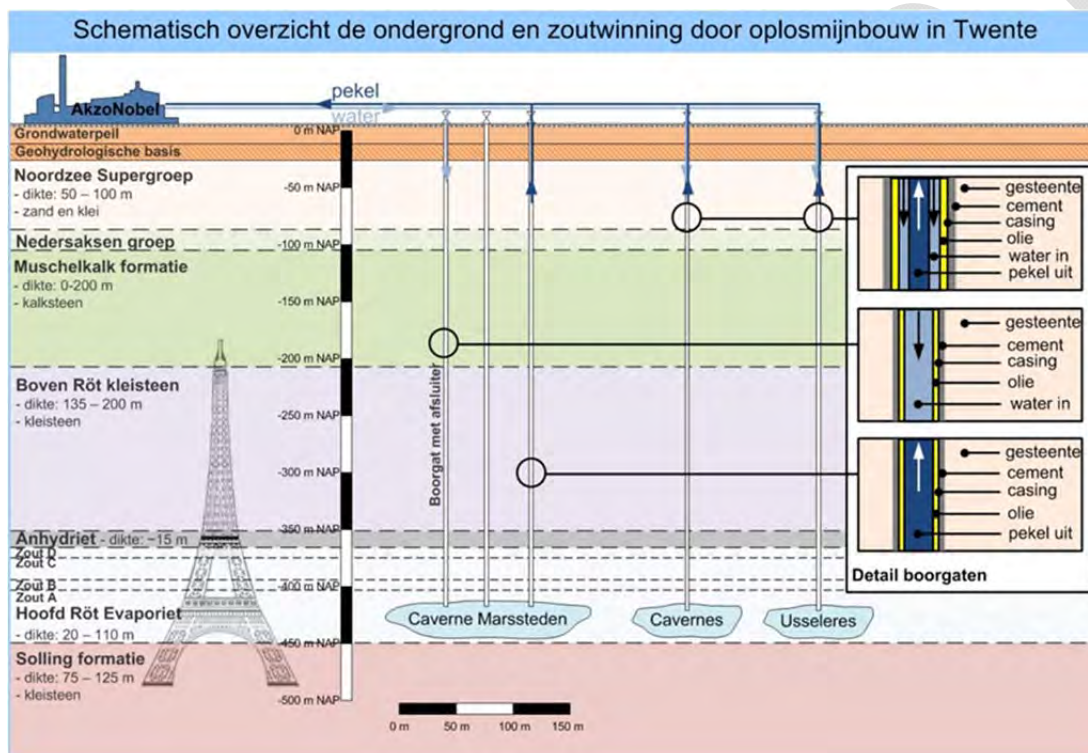 Schematisch overzicht de ondergrond en zoutwinning door oplosmijnbouw in Twente
AkzoNobel
pekel
water
Grondwaterpeil
Geohydrologische basis
Noordzee Supergroep
- dikte: 50 – 100 m
- zand en klei
Nedersaksen groep
Muschelkalk formatie
- dikte: 0-200 m
- kalksteen
Boven Röt kleisteen
- dikte: 135 – 200 m
- kleisteen
Anhydriet - dikte: ~15 m
Zout D
Zout C
Zout B
Zout A
Hoofd Röt Evaporiet
- dikte: 20 – 110 m
Solling formatie
- dikte: 75 – 125 m
- kleisteen
0 m NAP
-50 m NAP
-100 m NAP
-150 m NAP
-200 m NAP
-250 m NAP
-300 m NAP
-350 m NAP
-400 m NAP
-450 m NAP
-500 m NAP
Boorgat met afsluiter
Caverne Marssteden
Cavernes
Usseleres
0 m
50 m
100 m
150 m
gesteente
cement
casing
olie
water in
pekel uit
gesteente
cement
casing
olie
water in
gesteente
cement
casing
olie
pekel uit
Detail boorgaten